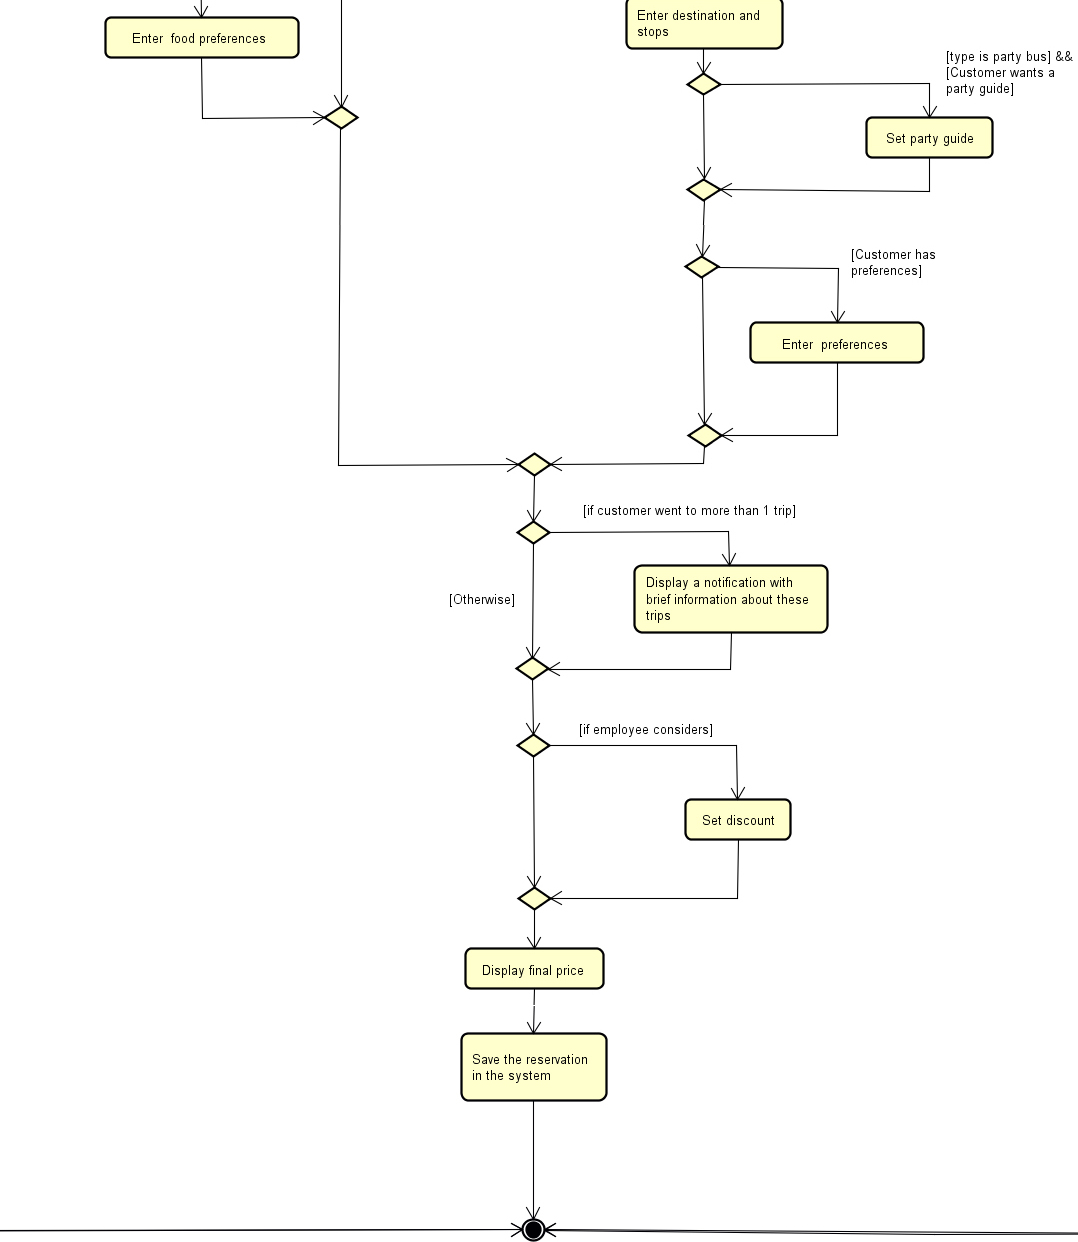 Enter destination and
stops
Enter  food preferences
[type is party bus] &&
[Customer wants a
party guide]
Set party guide
[Customer has
preferences]
Enter  preferences
[if customer went to more than 1 trip]
Display a notification with
brief information about these
trips
[Otherwise]
[if employee considers]
Set discount
Display final price
Save the reservation
in the system